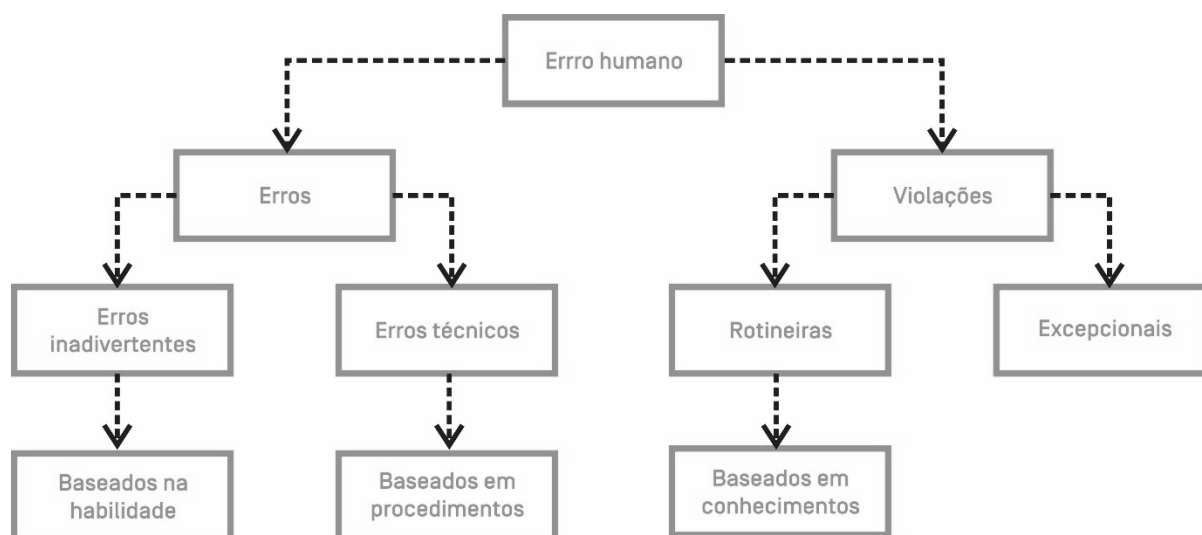 Errro humano
Erros
Violações
Erros
inadivertentes
Erros técnicos
Rotineiras
Excepcionais
Baseados na
habilidade
Baseados em
procedimentos
Baseados em
conhecimentos